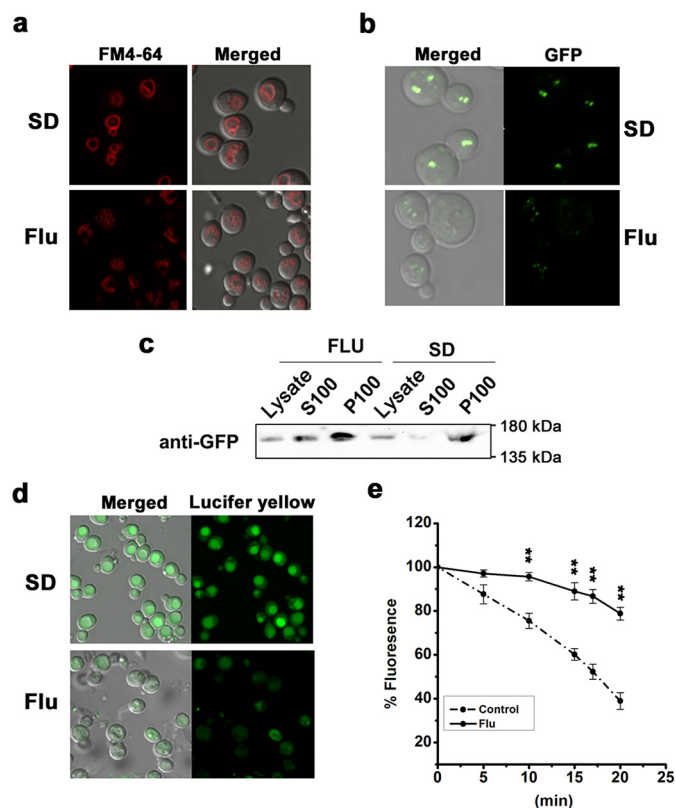 a
FM4-64 Merged
SD
Flu
b
Merged GFP
SD
Flu
c
FLU SD
Lysate S100 P100 Lysate S100 P100
180 kDa
anti-GFP
135 kDa
d
Merged Lucifer yellow
SD
Flu
e
120
100
80
60
40
20
% Fluoresence
** ** ** **
Control
Flu
0 5 10 15 20 25
(min)